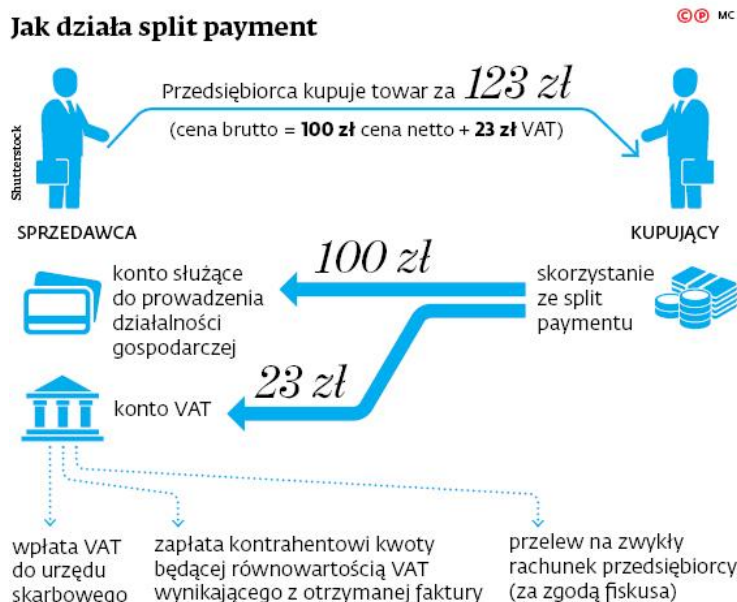 Jak działa split payment
© Ⓟ MC
Shutterstock
Przedsiębiorca kupuje towar za 123 zł
(cena brutto = 100 zł cena netto + 23 zł VAT)
SPRZEDAWCA
KUPUJĄCY
konto służące
do prowadzenia
działalności
gospodarczej
100 zł
skorzystanie
ze split
paymentu
23 zł
konto VAT
wpłata VAT
do urzędu
skarbowego
zapłata kontrahentowi kwoty
będącej równowartością VAT
wynikającego z otrzymanej faktury
przelew na zwykły
rachunek przedsiębiorcy
(za zgodą fiskusa)